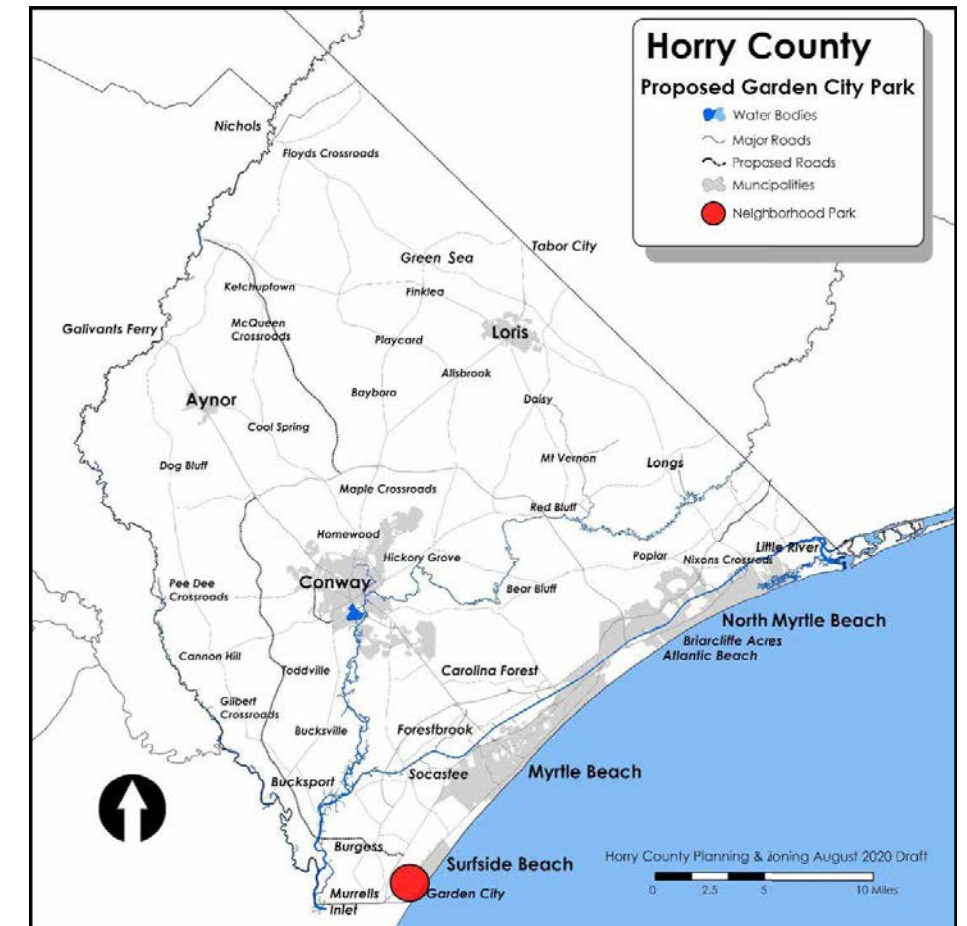 Horry County
Proposed Garden City Park
Water Bodies
Major Roads
Proposed Roads
Muncipalities
Neighborhood Park
Nichols
Floyds Crossroads
Tabor City
Green Sea
Ketchuptown
Finklea
Galivants Ferry
McQueen
Crossroads
Loris
Playcard
Allsbrook
Aynor
Bayboro
Daisy
Cool Spring
Dog Bluff
Mt Vernon
Longs
Maple Crossroads
Red Bluff
Homewood
Hickory Grove
Poplar
Nixons Crossroads
Little River
Conway
Pee Dee
Crossroads
Bear Bluff
North Myrtle Beach
Briarcliffe Acres
Atlantic Beach
Cannon Hill
Toddville
Carolina Forest
Gilbert
Crossroads
Bucksville
Forestbrook
Myrtle Beach
Bucksport
Socastee
Burgess
Surfside Beach
Garden City
Murrells
Inlet
Horry County Planning & Zoning August 2020 Draft
0 2.5 5 10 Miles